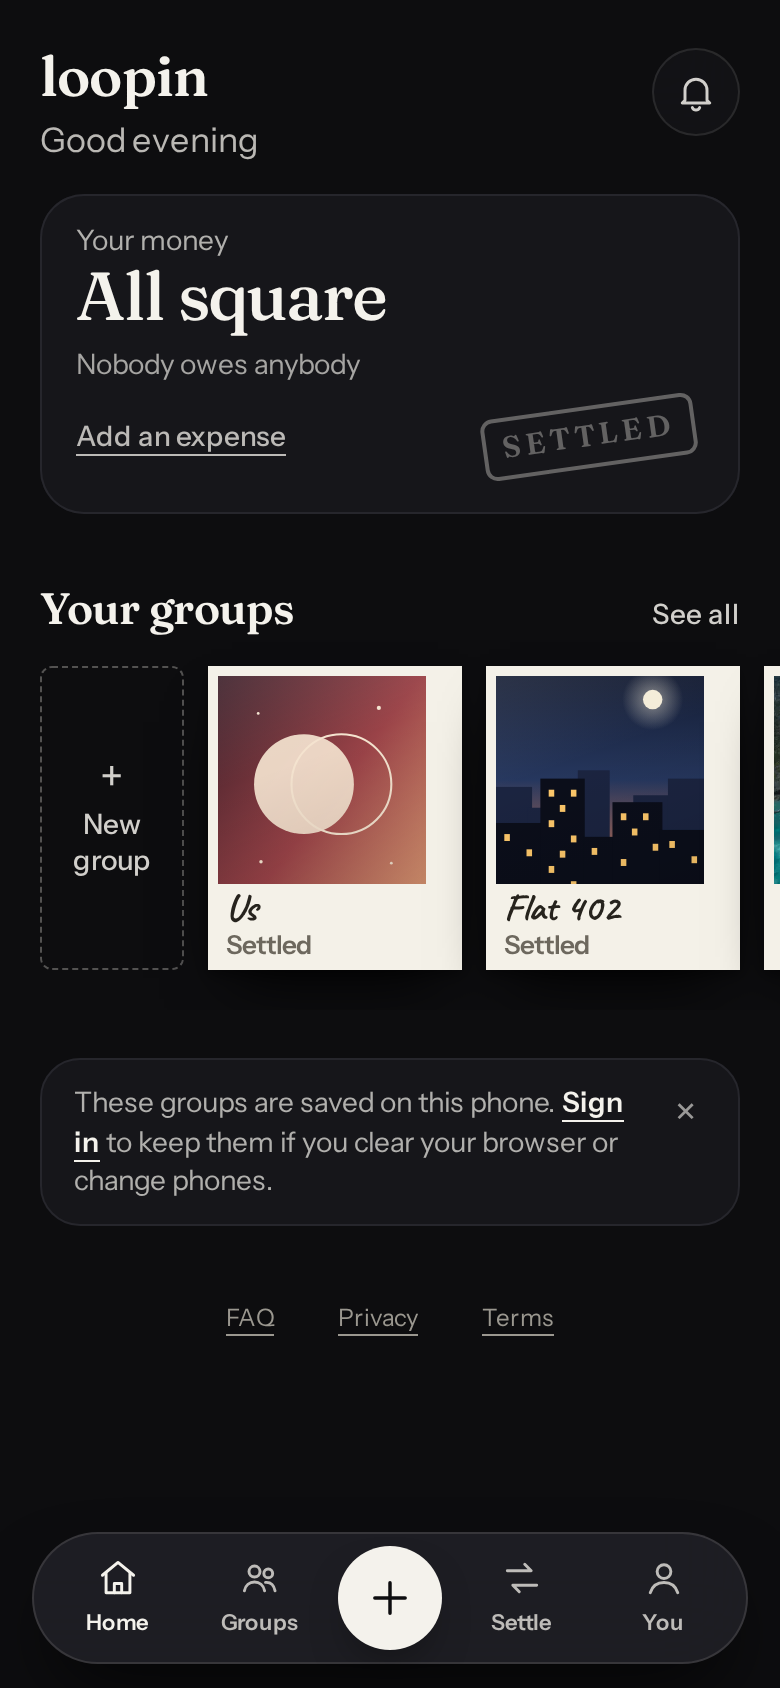 loopin
Good evening
Your money
All square
Nobody owes anybody
Add an expense
SETTLED
Your groups
See all
+
New
group
Us
Settled
Flat 402
Settled
These groups are saved on this phone. Sign
in to keep them if you clear your browser or
change phones.
×
FAQ Privacy Terms
Home Groups Settle You